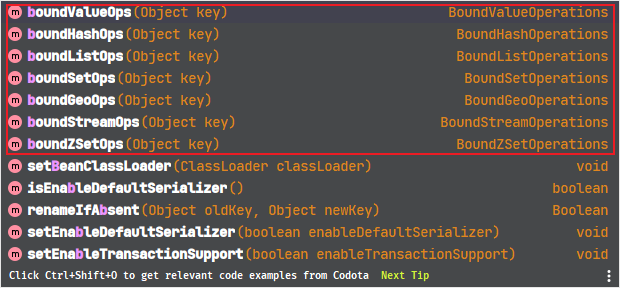 m boundValueOps(Object key) BoundValueOperations
m boundHashOps(Object key) BoundHashOperations
m boundListOps(Object key) BoundListOperations
m boundSetOps(Object key) BoundSetOperations
m boundGeoOps(Object key) BoundGeoOperations
m boundStreamOps(Object key) BoundStreamOperations
m boundZSetOps(Object key) BoundZSetOperations
m setBeanClassLoader(ClassLoader classLoader) void
m isEnableDefaultSerializer() boolean
m renameIfAbsent(Object oldKey, Object newKey) Boolean
m setEnableDefaultSerializer(boolean enableDefaultSerializer) void
m setEnableTransactionSupport(boolean enableTransactionSupport) void
Click Ctrl+Shift+O to get relevant code examples from Codota Next Tip